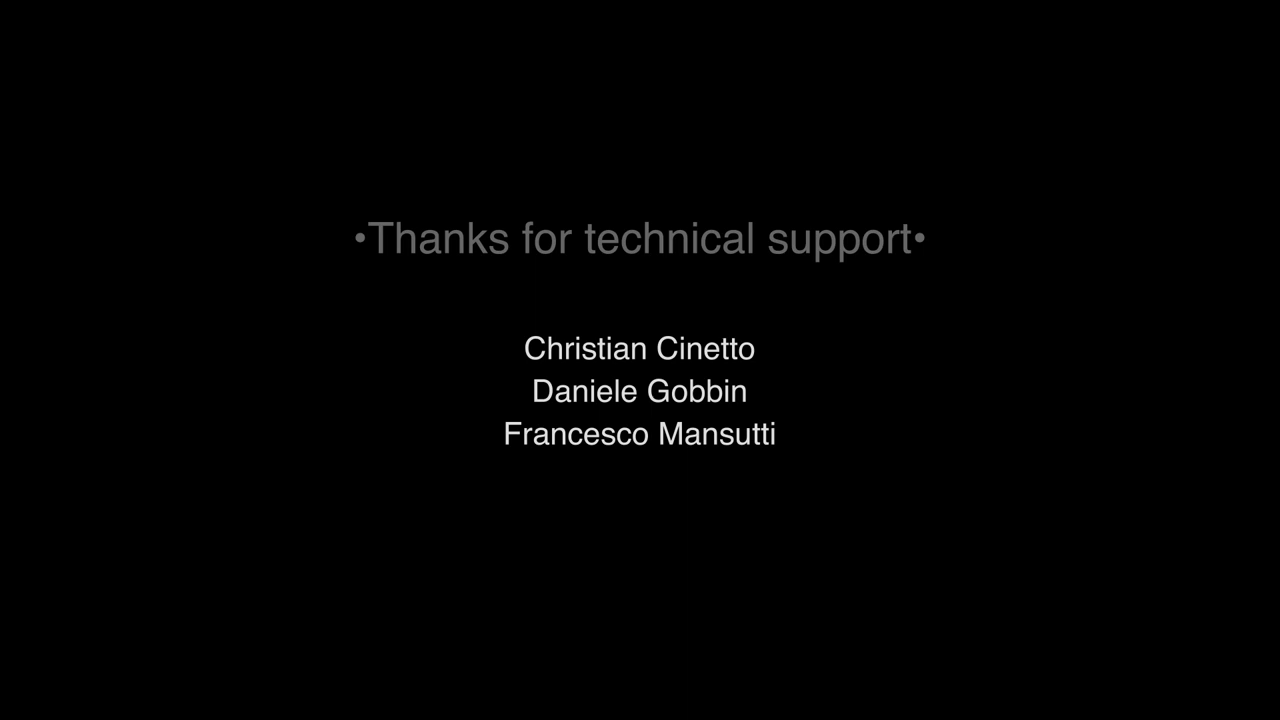 •Thanks for technical support•
Christian Cinetto
Daniele Gobbin
Francesco Mansutti